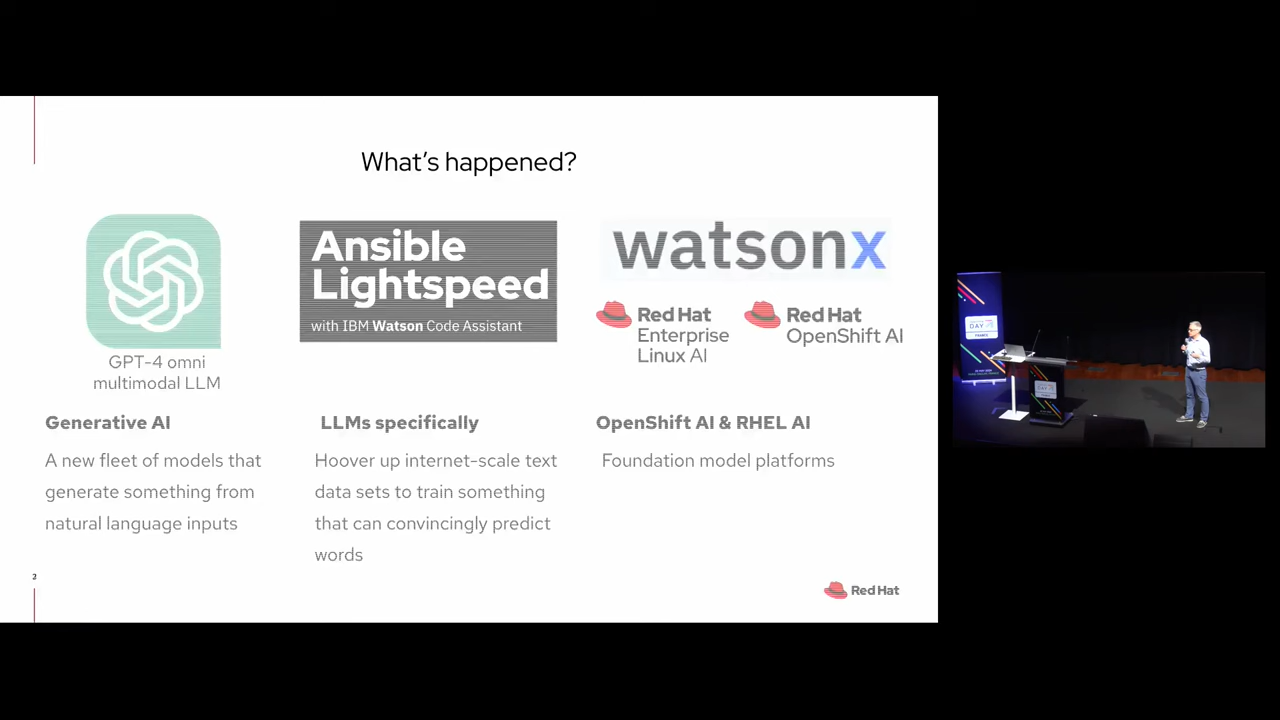 What's happened?
GPT-4 omni
multimodal LLM
Generative AI
A new fleet of models that
generate something from
natural language inputs
Ansible
Lightspeed
with IBM Watson Code Assistant
LLMs specifically
Hoover up internet-scale text
data sets to train something
that can convincingly predict
words
watsonx
Red Hat
Enterprise
Linux AI
Red Hat
OpenShift AI
OpenShift AI & RHEL AI
Foundation model platforms
2
Red Hat
DAY
FRANCE